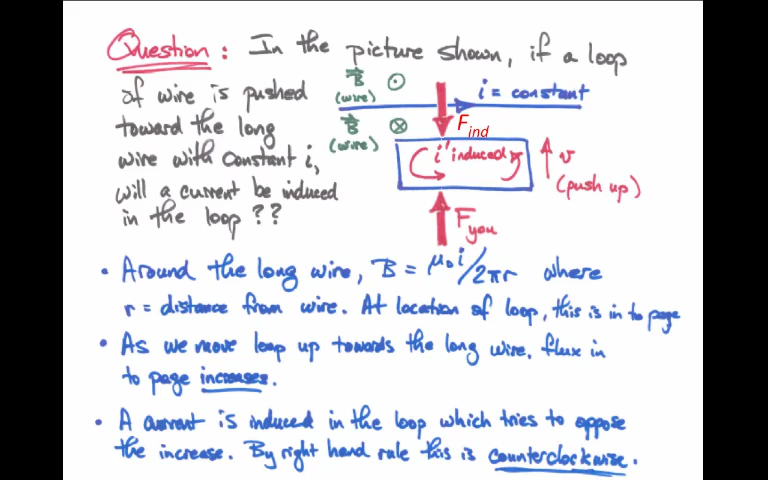 Question: In the picture shown, if a loop
of wire is pushed
toward the long
wire with constant i,
will a current be induced
in the loop ??
B⃗ ⊙
(wire)
i = constant
B⃗ ⊗
(wire)
F_ind
i' induced
v
(push up)
F_you
• Around the long wire, B = μ₀i/2πr where
r = distance from wire. At location of loop, this is in to page
• As we move loop up towards the long wire, flux in
to page increases.
• A current is induced in the loop which tries to oppose
the increase. By right hand rule this is counterclockwise.